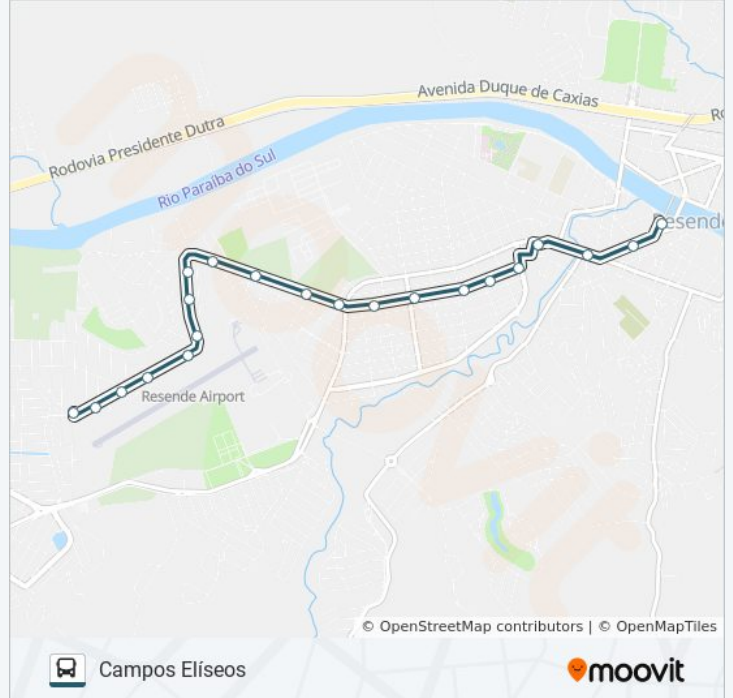 Avenida Duque de Caxias
Ro
Rodovia Presidente Dutra
Rio Paraíba do Sul
Resende
Resende Airport
© OpenStreetMap contributors | © OpenMapTiles
Campos Elíseos
moovit